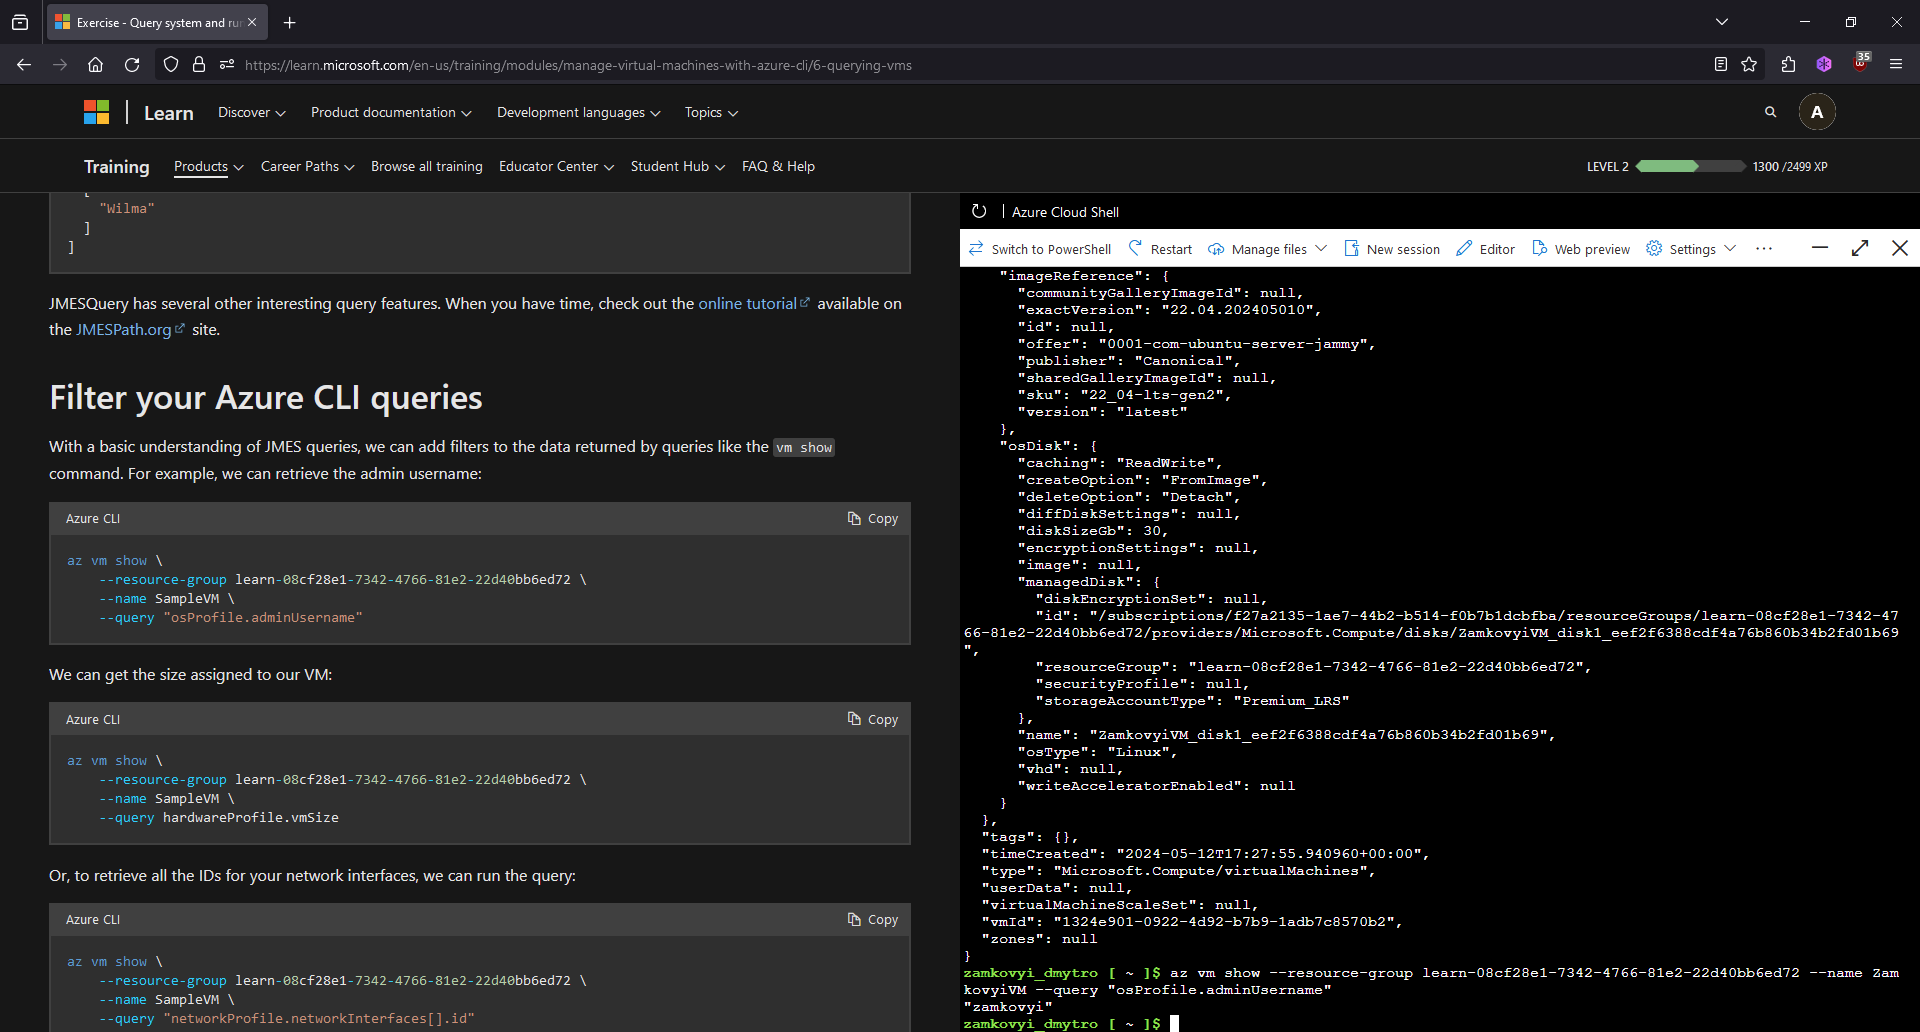 Exercise - Query system and ru
https://learn.microsoft.com/en-us/training/modules/manage-virtual-machines-with-azure-cli/6-querying-vms
35
Learn
Discover
Product documentation
Development languages
Topics
A
Training
Products
Career Paths
Browse all training
Educator Center
Student Hub
FAQ & Help
LEVEL 2
1300 /2499 XP
[
"Wilma"
]
]
JMESQuery has several other interesting query features. When you have time, check out the online tutorial available on
the JMESPath.org site.
Filter your Azure CLI queries
With a basic understanding of JMES queries, we can add filters to the data returned by queries like the vm show
command. For example, we can retrieve the admin username:
Azure CLI
Copy
az vm show \
--resource-group learn-08cf28e1-7342-4766-81e2-22d40bb6ed72 \
--name SampleVM \
--query "osProfile.adminUsername"
We can get the size assigned to our VM:
Azure CLI
Copy
az vm show \
--resource-group learn-08cf28e1-7342-4766-81e2-22d40bb6ed72 \
--name SampleVM \
--query hardwareProfile.vmSize
Or, to retrieve all the IDs for your network interfaces, we can run the query:
Azure CLI
Copy
az vm show \
--resource-group learn-08cf28e1-7342-4766-81e2-22d40bb6ed72 \
--name SampleVM \
--query "networkProfile.networkInterfaces[].id"
Azure Cloud Shell
Switch to PowerShell
Restart
Manage files
New session
Editor
Web preview
Settings
"imageReference": {
"communityGalleryImageId": null,
"exactVersion": "22.04.202405010",
"id": null,
"offer": "0001-com-ubuntu-server-jammy",
"publisher": "Canonical",
"sharedGalleryImageId": null,
"sku": "22_04-lts-gen2",
"version": "latest"
},
"osDisk": {
"caching": "ReadWrite",
"createOption": "FromImage",
"deleteOption": "Detach",
"diffDiskSettings": null,
"diskSizeGb": 30,
"encryptionSettings": null,
"image": null,
"managedDisk": {
"diskEncryptionSet": null,
"id": "/subscriptions/f27a2135-1ae7-44b2-b514-f0b7b1dcbfba/resourceGroups/learn-08cf28e1-7342-47
66-81e2-22d40bb6ed72/providers/Microsoft.Compute/disks/ZamkovyiVM_disk1_eef2f6388cdf4a76b860b34b2fd01b69
",
"resourceGroup": "learn-08cf28e1-7342-4766-81e2-22d40bb6ed72",
"securityProfile": null,
"storageAccountType": "Premium_LRS"
},
"name": "ZamkovyiVM_disk1_eef2f6388cdf4a76b860b34b2fd01b69",
"osType": "Linux",
"vhd": null,
"writeAcceleratorEnabled": null
}
},
"tags": {},
"timeCreated": "2024-05-12T17:27:55.940960+00:00",
"type": "Microsoft.Compute/virtualMachines",
"userData": null,
"virtualMachineScaleSet": null,
"vmId": "1324e901-0922-4d92-b7b9-1adb7c8570b2",
"zones": null
}
zamkovyi_dmytro [ ~ ]$ az vm show --resource-group learn-08cf28e1-7342-4766-81e2-22d40bb6ed72 --name Zam
kovyiVM --query "osProfile.adminUsername"
"zamkovyi"
zamkovyi_dmytro [ ~ ]$